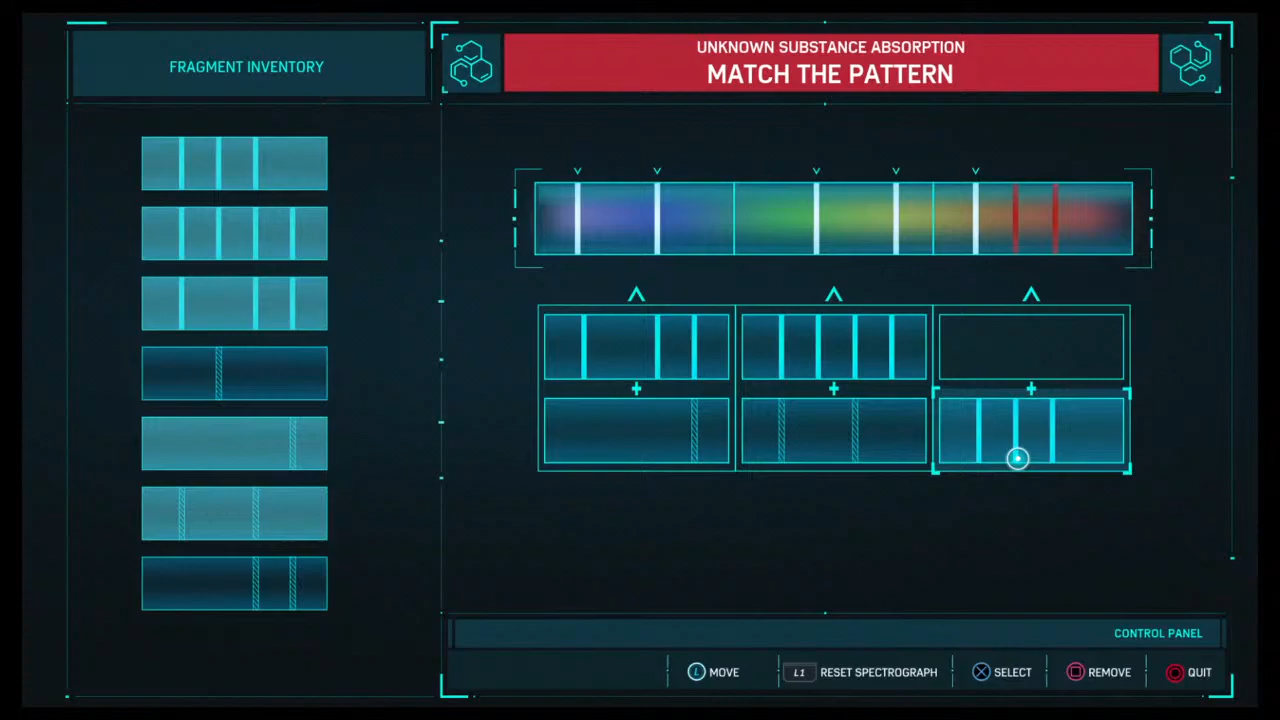 FRAGMENT INVENTORY
UNKNOWN SUBSTANCE ABSORPTION
MATCH THE PATTERN
CONTROL PANEL
L MOVE
L1 RESET SPECTROGRAPH
SELECT
REMOVE
QUIT